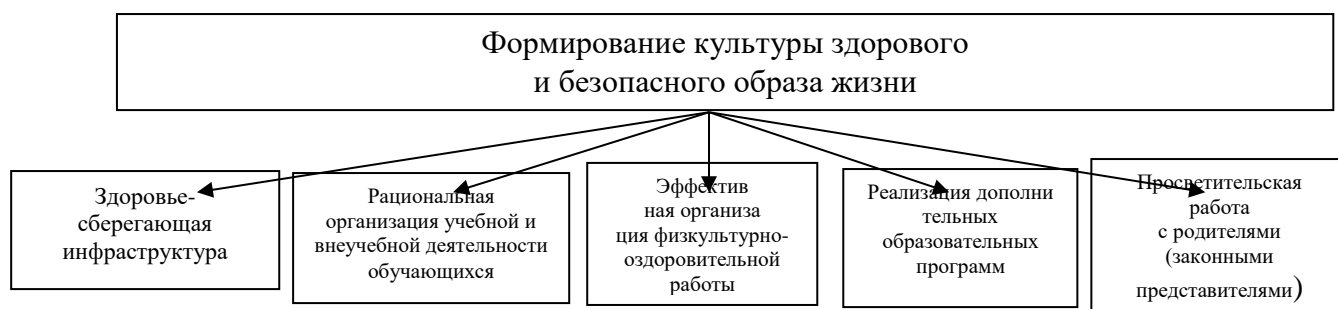 Формирование культуры здорового
и безопасного образа жизни
Здоровье-
сберегающая
инфраструктура
Рациональная
организация учебной и
внеучебной деятельности
обучающихся
Эффектив
ная организа
ция физкультурно-
оздоровительной
работы
Реализация дополни
тельных
образовательных
программ
Просветительская
работа
с родителями
(законными
представителями)